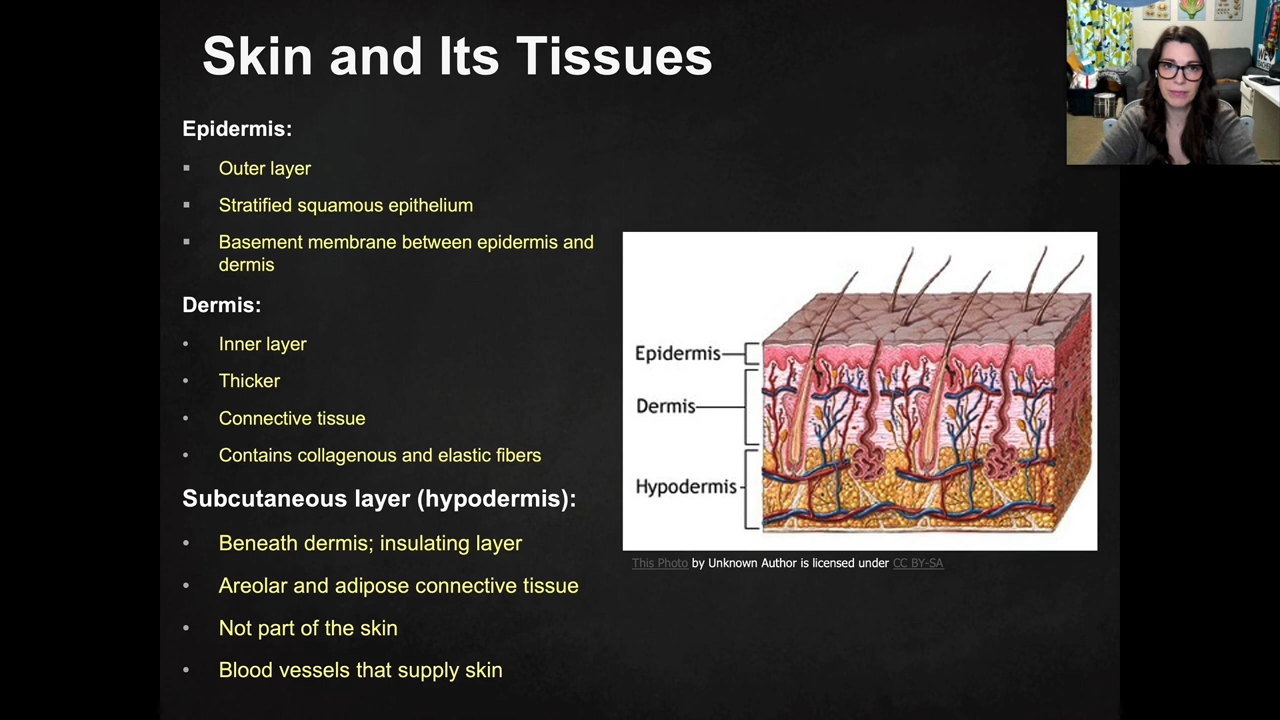 Skin and Its Tissues
Epidermis:
Outer layer
Stratified squamous epithelium
Basement membrane between epidermis and
dermis
Dermis:
Inner layer
Thicker
Connective tissue
Contains collagenous and elastic fibers
Subcutaneous layer (hypodermis):
Beneath dermis; insulating layer
Areolar and adipose connective tissue
Not part of the skin
Blood vessels that supply skin
Epidermis
Dermis
Hypodermis
This Photo by Unknown Author is licensed under CC BY-SA